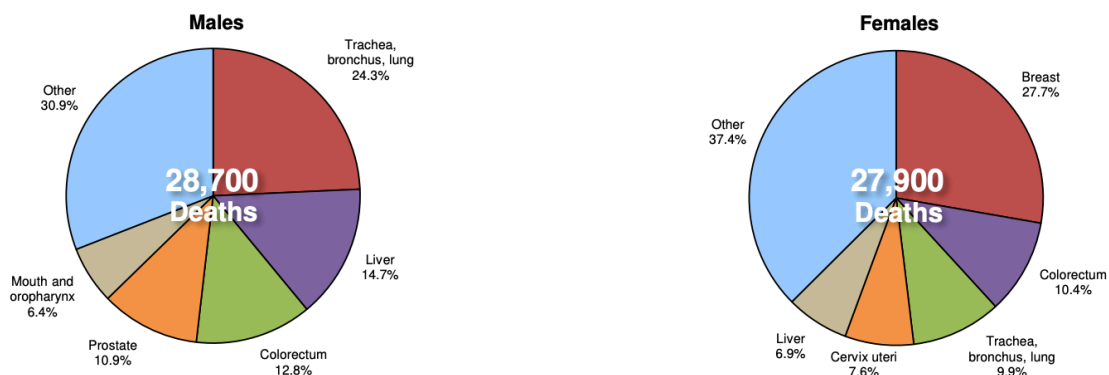 Males
Trachea,
bronchus, lung
24.3%
Other
30.9%
28,700
Deaths
Liver
14.7%
Mouth and
oropharynx
6.4%
Prostate
10.9%
Colorectum
12.8%
Females
Breast
27.7%
Other
37.4%
27,900
Deaths
Colorectum
10.4%
Liver
6.9%
Cervix uteri
7.6%
Trachea,
bronchus, lung
9.9%